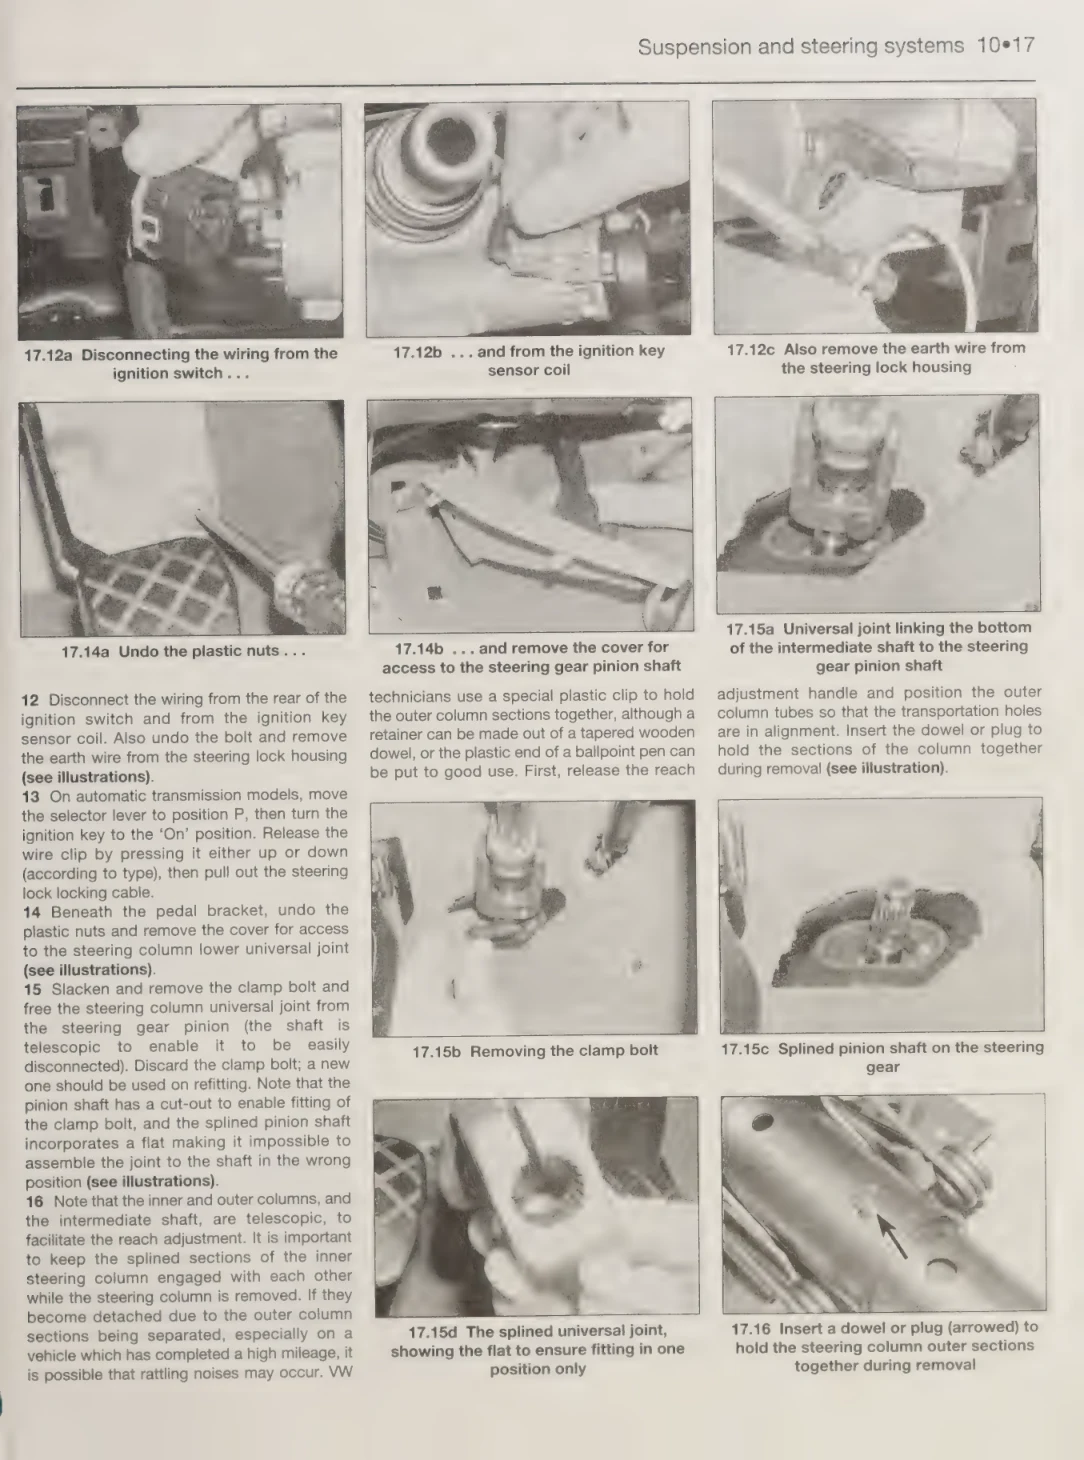 Suspension and steering systems 10•17
17.12a Disconnecting the wiring from the
ignition switch . . .
17.12b . . . and from the ignition key
sensor coil
17.12c Also remove the earth wire from
the steering lock housing
17.14a Undo the plastic nuts . . .
17.14b . . . and remove the cover for
access to the steering gear pinion shaft
17.15a Universal joint linking the bottom
of the intermediate shaft to the steering
gear pinion shaft
12 Disconnect the wiring from the rear of the
ignition switch and from the ignition key
sensor coil. Also undo the bolt and remove
the earth wire from the steering lock housing
(see illustrations).
13 On automatic transmission models, move
the selector lever to position P, then turn the
ignition key to the ‘On’ position. Release the
wire clip by pressing it either up or down
(according to type), then pull out the steering
lock locking cable.
14 Beneath the pedal bracket, undo the
plastic nuts and remove the cover for access
to the steering column lower universal joint
(see illustrations).
15 Slacken and remove the clamp bolt and
free the steering column universal joint from
the steering gear pinion (the shaft is
telescopic to enable it to be easily
disconnected). Discard the clamp bolt; a new
one should be used on refitting. Note that the
pinion shaft has a cut-out to enable fitting of
the clamp bolt, and the splined pinion shaft
incorporates a flat making it impossible to
assemble the joint to the shaft in the wrong
position (see illustrations).
16 Note that the inner and outer columns, and
the intermediate shaft, are telescopic, to
facilitate the reach adjustment. It is important
to keep the splined sections of the inner
steering column engaged with each other
while the steering column is removed. If they
become detached due to the outer column
sections being separated, especially on a
vehicle which has completed a high mileage, it
is possible that rattling noises may occur. VW
technicians use a special plastic clip to hold
the outer column sections together, although a
retainer can be made out of a tapered wooden
dowel, or the plastic end of a ballpoint pen can
be put to good use. First, release the reach
adjustment handle and position the outer
column tubes so that the transportation holes
are in alignment. Insert the dowel or plug to
hold the sections of the column together
during removal (see illustration).
17.15b Removing the clamp bolt
17.15c Splined pinion shaft on the steering
gear
17.15d The splined universal joint,
showing the flat to ensure fitting in one
position only
17.16 Insert a dowel or plug (arrowed) to
hold the steering column outer sections
together during removal